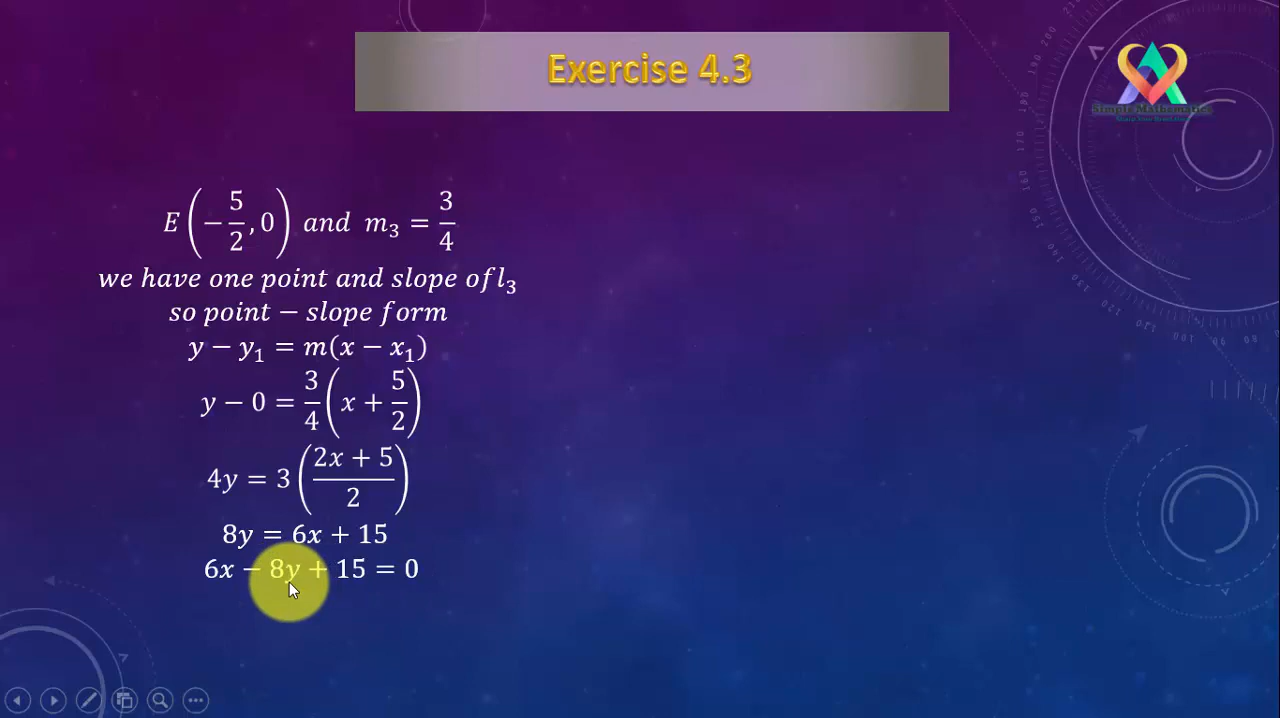 Exercise 4.3
Simple Mathematics
E(−5/2, 0) and m₃ = 3/4
we have one point and slope of l₃
so point − slope form
y − y₁ = m(x − x₁)
y − 0 = 3/4(x + 5/2)
4y = 3((2x + 5)/2)
8y = 6x + 15
6x − 8y + 15 = 0